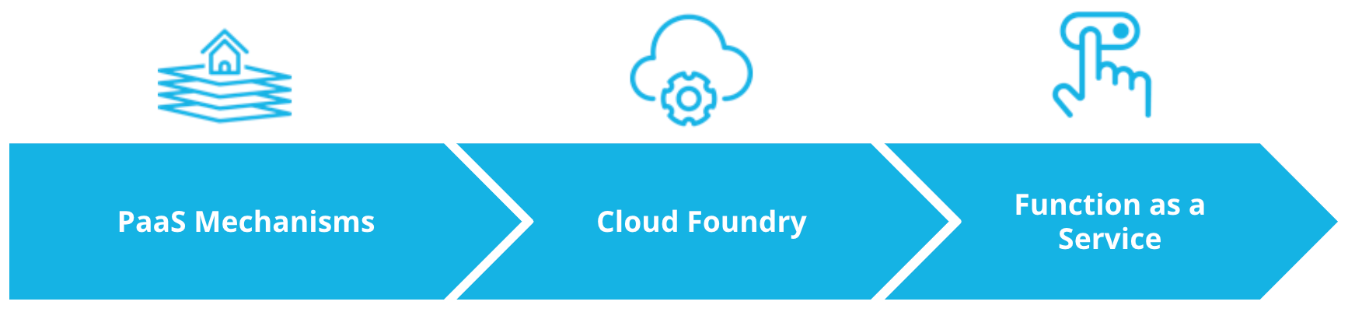 PaaS Mechanisms
Cloud Foundry
Function as a
Service